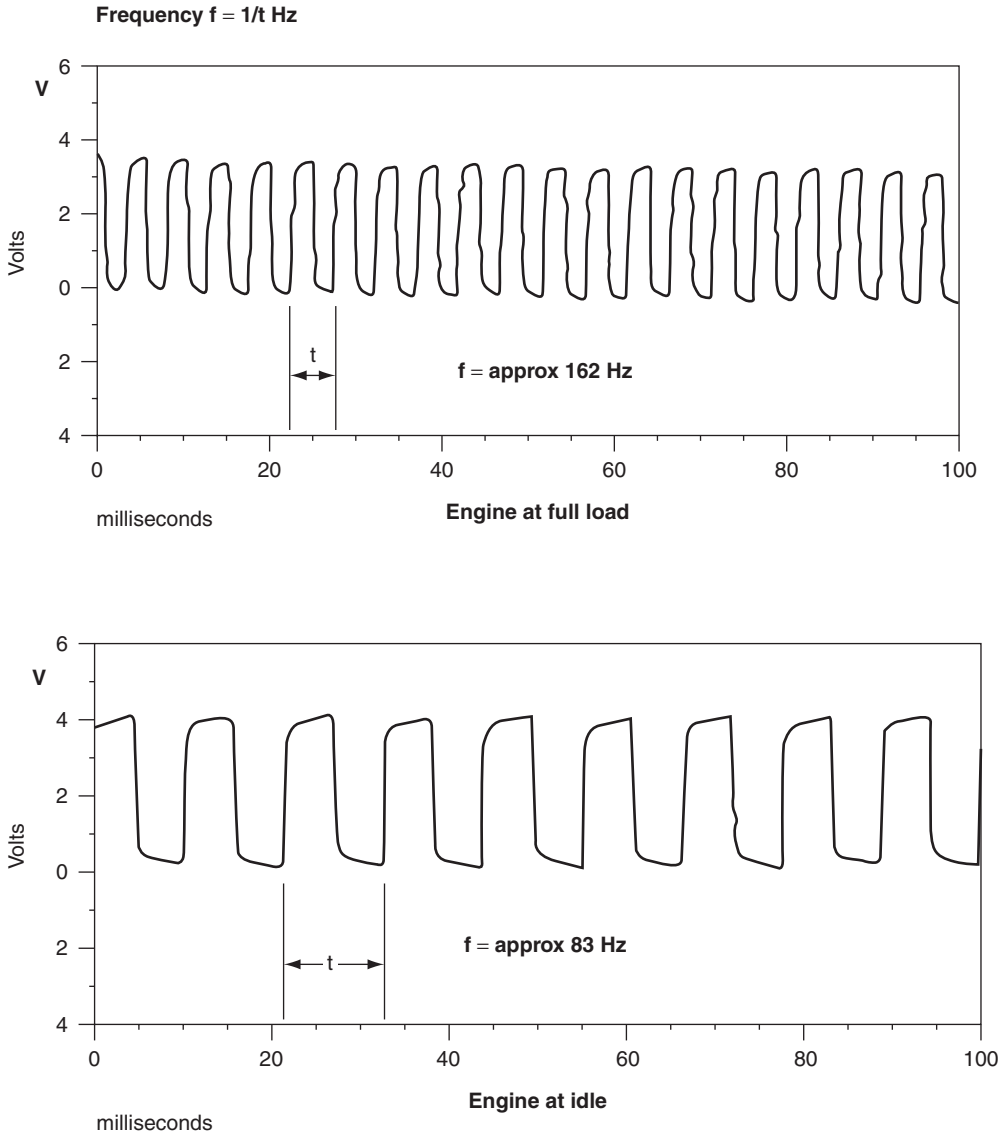 Frequency f = 1/t Hz
6
V
4
2
Volts
0
t
f = approx 162 Hz
2
4
0 20 40 60 80 100
milliseconds
Engine at full load
6
V
4
2
Volts
0
t
f = approx 83 Hz
2
4
0 20 40 60 80 100
Engine at idle
milliseconds